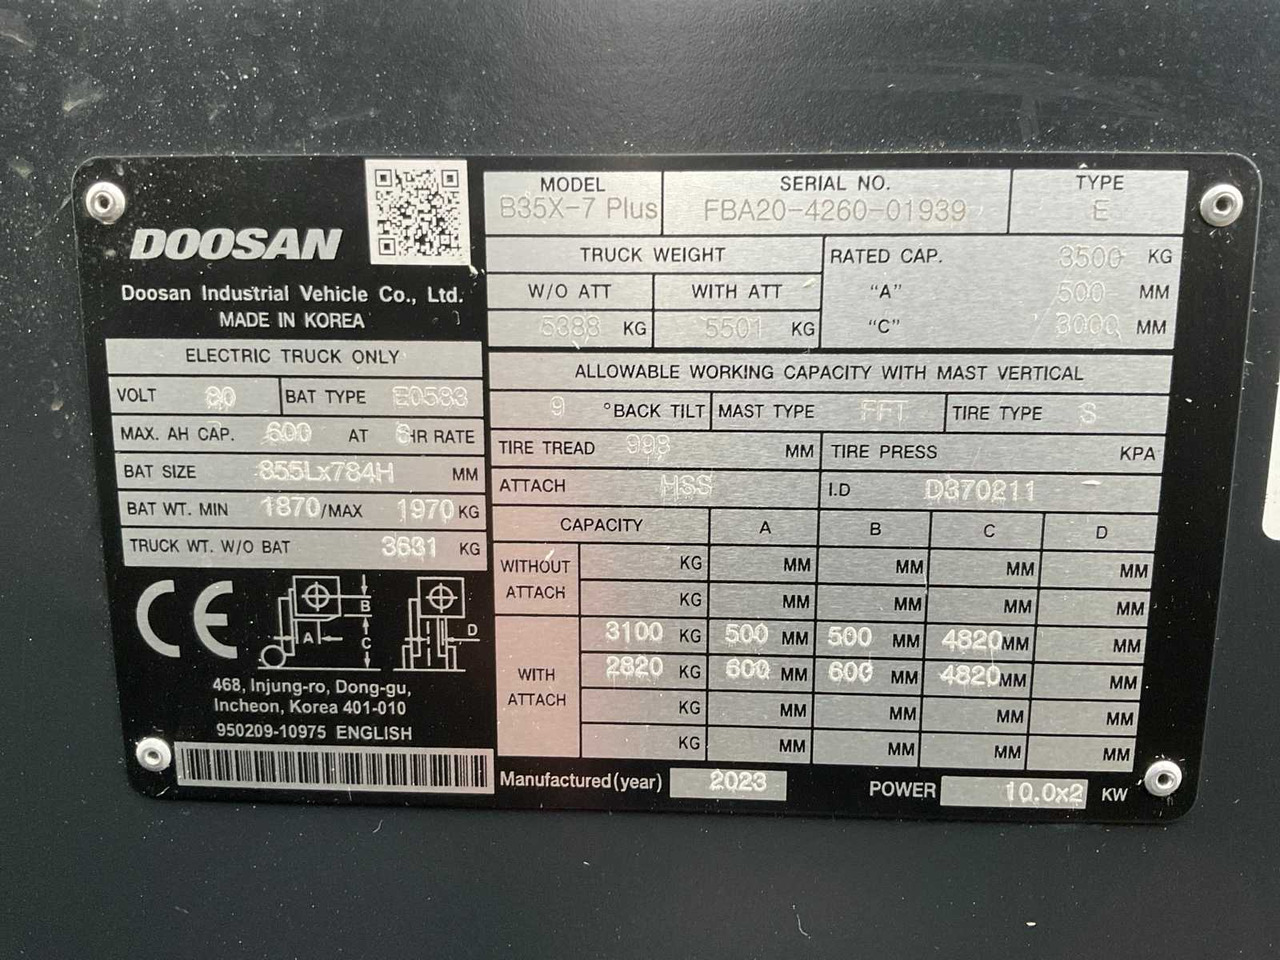 DOOSAN
Doosan Industrial Vehicle Co., Ltd.
MADE IN KOREA
ELECTRIC TRUCK ONLY
VOLT 80 BAT TYPE E0583
MAX. AH CAP. 600 AT 6 HR RATE
BAT SIZE 855Lx784H MM
BAT WT. MIN 1870/MAX 1970 KG
TRUCK WT. W/O BAT 3631 KG
CE
A B C D
468, Injung-ro, Dong-gu,
Incheon, Korea 401-010
950209-10975 ENGLISH
MODEL SERIAL NO. TYPE
B35X-7 Plus FBA20-4260-01939 E
TRUCK WEIGHT
W/O ATT WITH ATT
5388 KG 5501 KG
RATED CAP. 3500 KG
"A" 500 MM
"C" 3000 MM
ALLOWABLE WORKING CAPACITY WITH MAST VERTICAL
9 °BACK TILT MAST TYPE FFT TIRE TYPE S
TIRE TREAD 998 MM TIRE PRESS KPA
ATTACH HSS I.D D370211 -
CAPACITY A B C D
WITHOUT ATTACH KG MM MM MM MM
KG MM MM MM MM
WITH ATTACH 3100 KG 500 MM 500 MM 4820 MM MM
2820 KG 600 MM 600 MM 4820 MM MM
KG MM MM MM MM
KG MM MM MM MM
Manufactured (year) 2023 POWER 10.0x2 KW